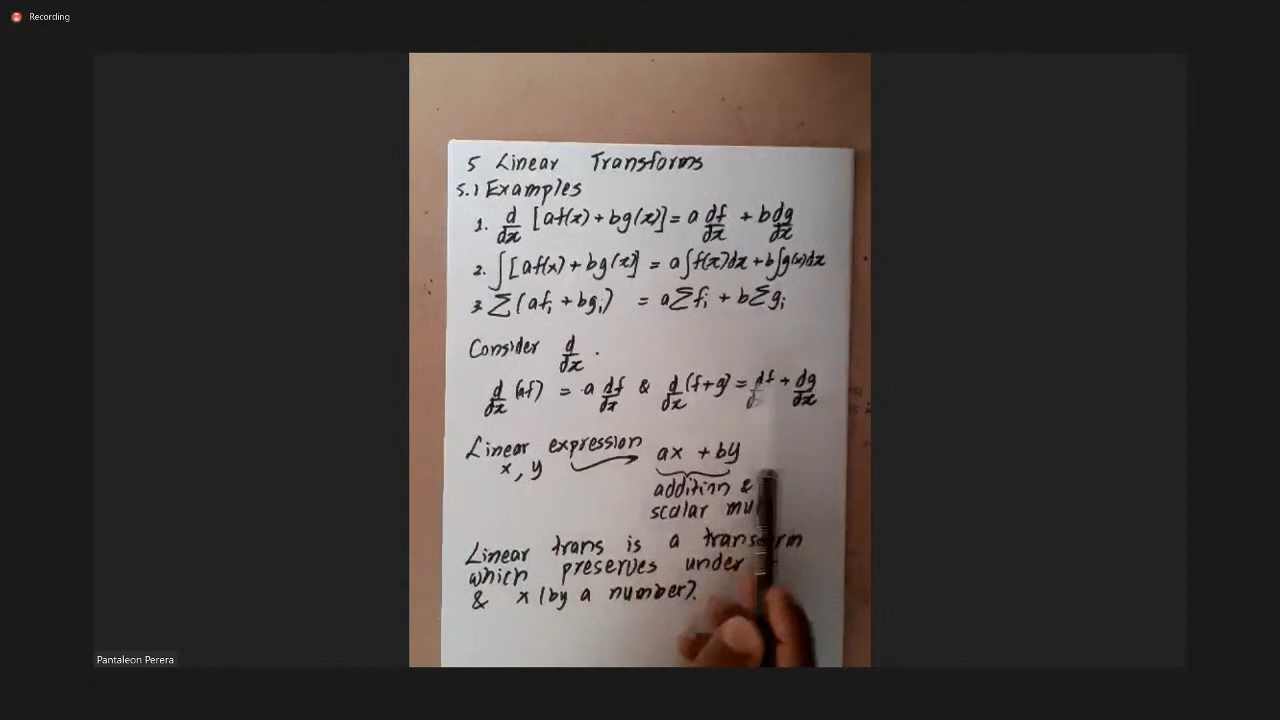 Recording
5 Linear Transforms
5.1 Examples
1. d/dx [af(x) + bg(x)] = a df/dx + b dg/dx
2. ∫[af(x) + bg(x)] = a∫f(x)dx + b∫g(x)dx
3. ∑(afᵢ + bgᵢ) = a∑fᵢ + b∑gᵢ
Consider d/dx .
d/dx (af) = a df/dx & d/dx (f+g) = df/dx + dg/dx
Linear expression ax + by
x, y
addition &
scalar
Linear trans is a transform
which preserves under
& x (by a number).
Pantaleon Perera